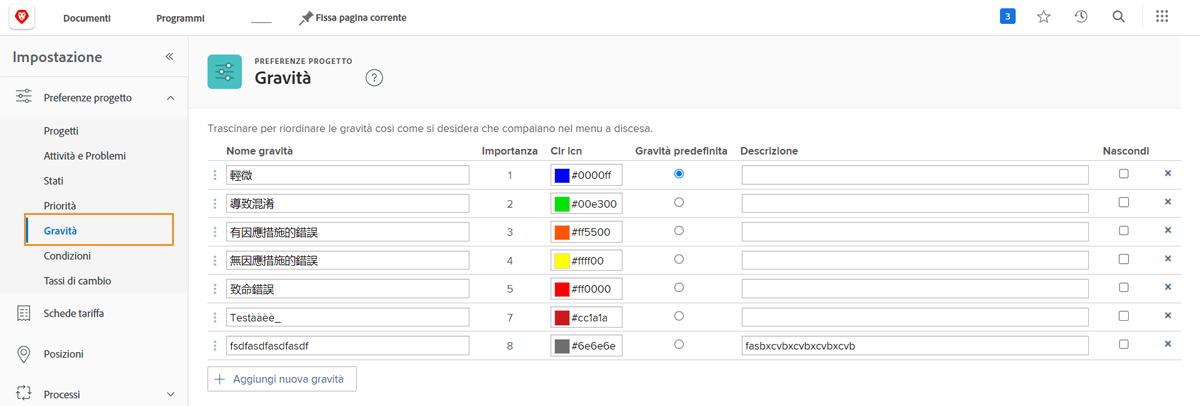 Documenti Programmi Fissa pagina corrente 3
Impostazione
Preferenze progetto
Progetti
Attività e Problemi
Stati
Priorità
Gravità
Condizioni
Tassi di cambio
Schede tariffa
Posizioni
Processi
PREFERENZE PROGETTO
Gravità ?
Trascinare per riordinare le gravità così come si desidera che compaiano nel menu a discesa.
Nome gravità Importanza Clr icn Gravità predefinita Descrizione Nascondi
輕微 1 #0000ff
導致混淆 2 #00e300
有因應措施的錯誤 3 #ff5500
無因應措施的錯誤 4 #ffff00
致命錯誤 5 #ff0000
Testàâèè_ 7 #cc1a1a
fsdfasdfasdfasdf 8 #6e6e6e fasbxcvbxcvbxcvbxcvb
Aggiungi nuova gravità